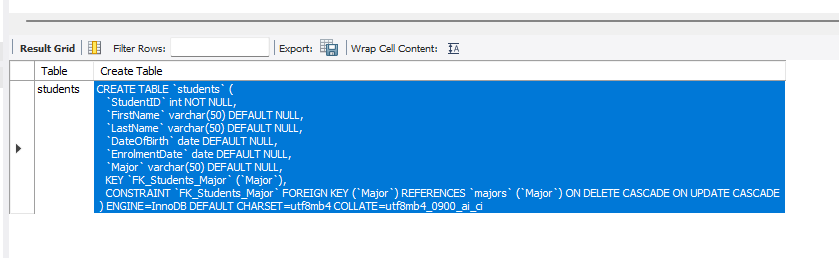 Result Grid Filter Rows: Export: Wrap Cell Content:
Table Create Table
students CREATE TABLE `students` (
`StudentID` int NOT NULL,
`FirstName` varchar(50) DEFAULT NULL,
`LastName` varchar(50) DEFAULT NULL,
`DateOfBirth` date DEFAULT NULL,
`EnrolmentDate` date DEFAULT NULL,
`Major` varchar(50) DEFAULT NULL,
KEY `FK_Students_Major` (`Major`),
CONSTRAINT `FK_Students_Major` FOREIGN KEY (`Major`) REFERENCES `majors` (`Major`) ON DELETE CASCADE ON UPDATE CASCADE
) ENGINE=InnoDB DEFAULT CHARSET=utf8mb4 COLLATE=utf8mb4_0900_ai_ci